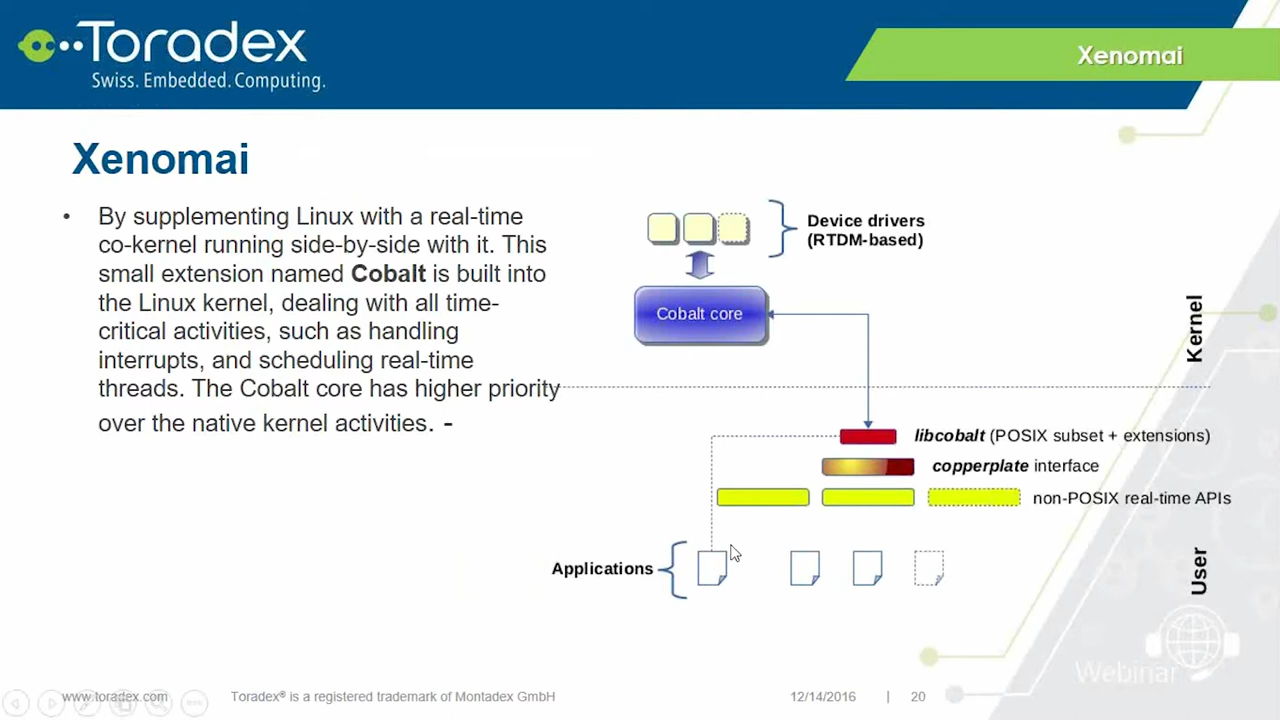 Toradex
Swiss. Embedded. Computing.
Xenomai
Xenomai
• By supplementing Linux with a real-time
co-kernel running side-by-side with it. This
small extension named Cobalt is built into
the Linux kernel, dealing with all time-
critical activities, such as handling
interrupts, and scheduling real-time
threads. The Cobalt core has higher priority
over the native kernel activities. -
Device drivers
(RTDM-based)
Cobalt core
Kernel
libcobalt (POSIX subset + extensions)
copperplate interface
non-POSIX real-time APIs
Applications
User
Webinar
www.toradex.com
Toradex® is a registered trademark of Montadex GmbH
12/14/2016 | 20